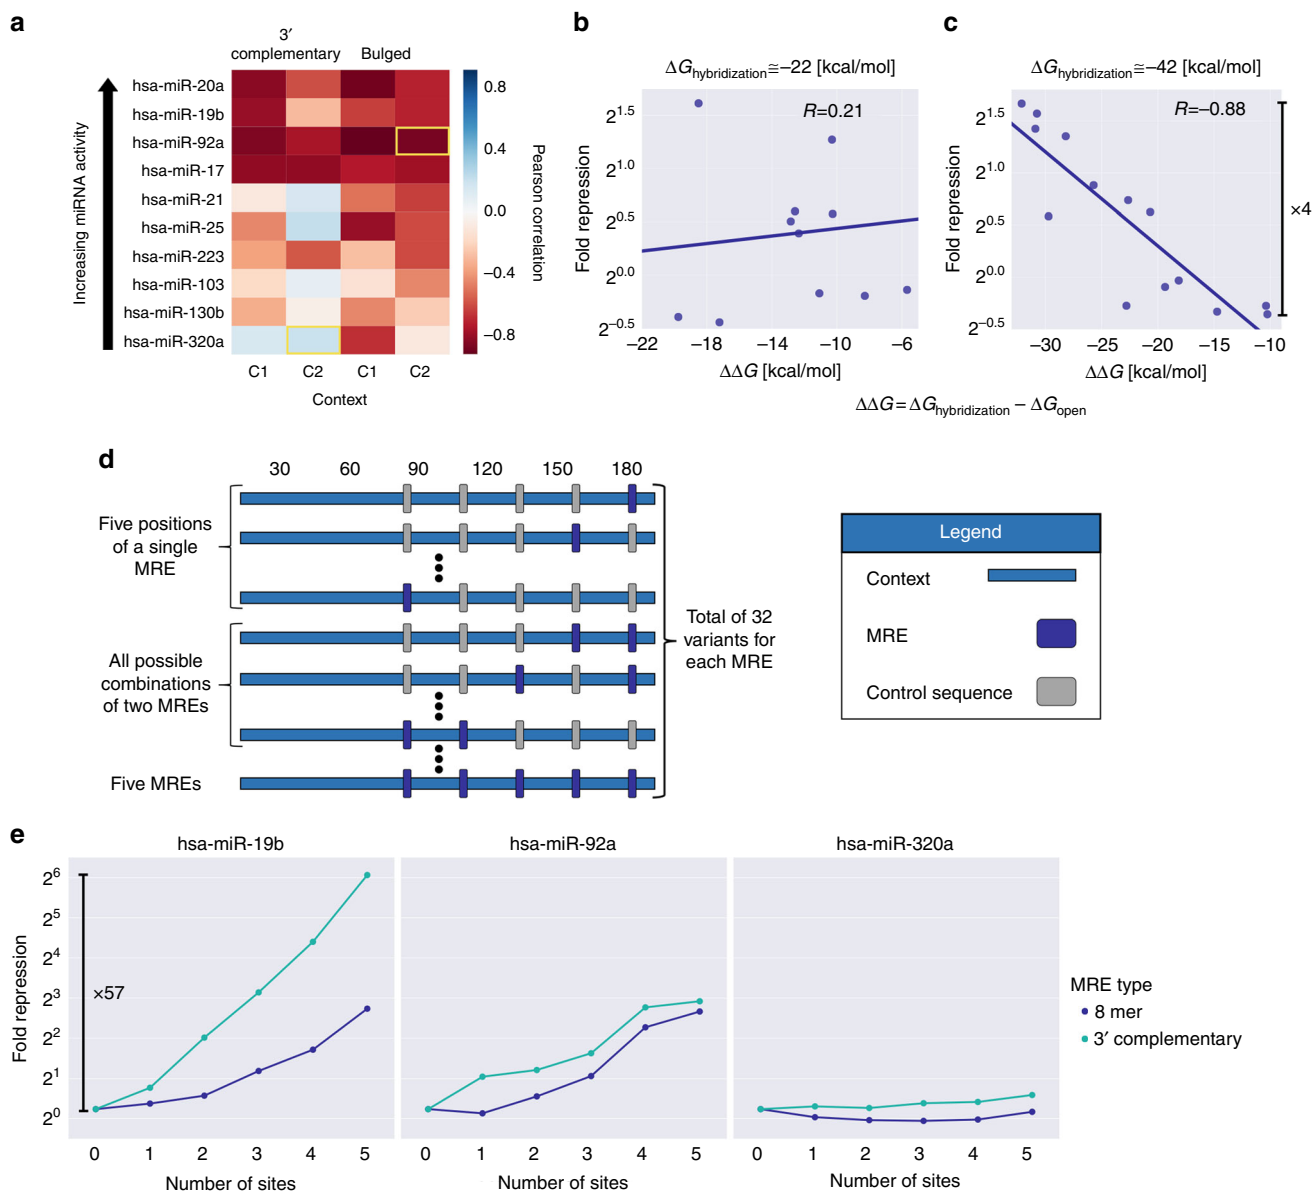 a
3′
complementary
Bulged
Increasing miRNA activity
hsa-miR-20a
hsa-miR-19b
hsa-miR-92a
hsa-miR-17
hsa-miR-21
hsa-miR-25
hsa-miR-223
hsa-miR-103
hsa-miR-130b
hsa-miR-320a
C1 C2 C1 C2
Context
0.8
0.4
0.0
−0.4
−0.8
Pearson correlation
b
ΔG_hybridization≅−22 [kcal/mol]
R=0.21
Fold repression
2^1.5
2^1.0
2^0.5
2^0.0
2^−0.5
−22 −18 −14 −10 −6
ΔΔG [kcal/mol]
c
ΔG_hybridization≅−42 [kcal/mol]
R=−0.88
×4
Fold repression
2^1.5
2^1.0
2^0.5
2^0.0
2^−0.5
−30 −25 −20 −15 −10
ΔΔG [kcal/mol]
ΔΔG=ΔG_hybridization − ΔG_open
d
30 60 90 120 150 180
Five positions
of a single
MRE
All possible
combinations
of two MREs
Five MREs
Total of 32
variants for
each MRE
Legend
Context
MRE
Control sequence
e
hsa-miR-19b
hsa-miR-92a
hsa-miR-320a
Fold repression
2^6
2^5
2^4
2^3
2^2
2^1
2^0
×57
0 1 2 3 4 5
Number of sites
0 1 2 3 4 5
Number of sites
0 1 2 3 4 5
Number of sites
MRE type
8 mer
3′ complementary